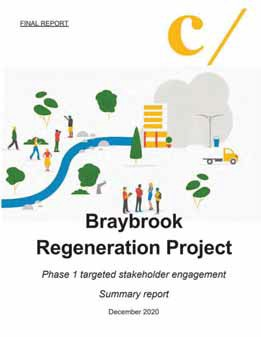 FINAL REPORT
c/
Braybrook
Regeneration Project
Phase 1 targeted stakeholder engagement
Summary report
December 2020